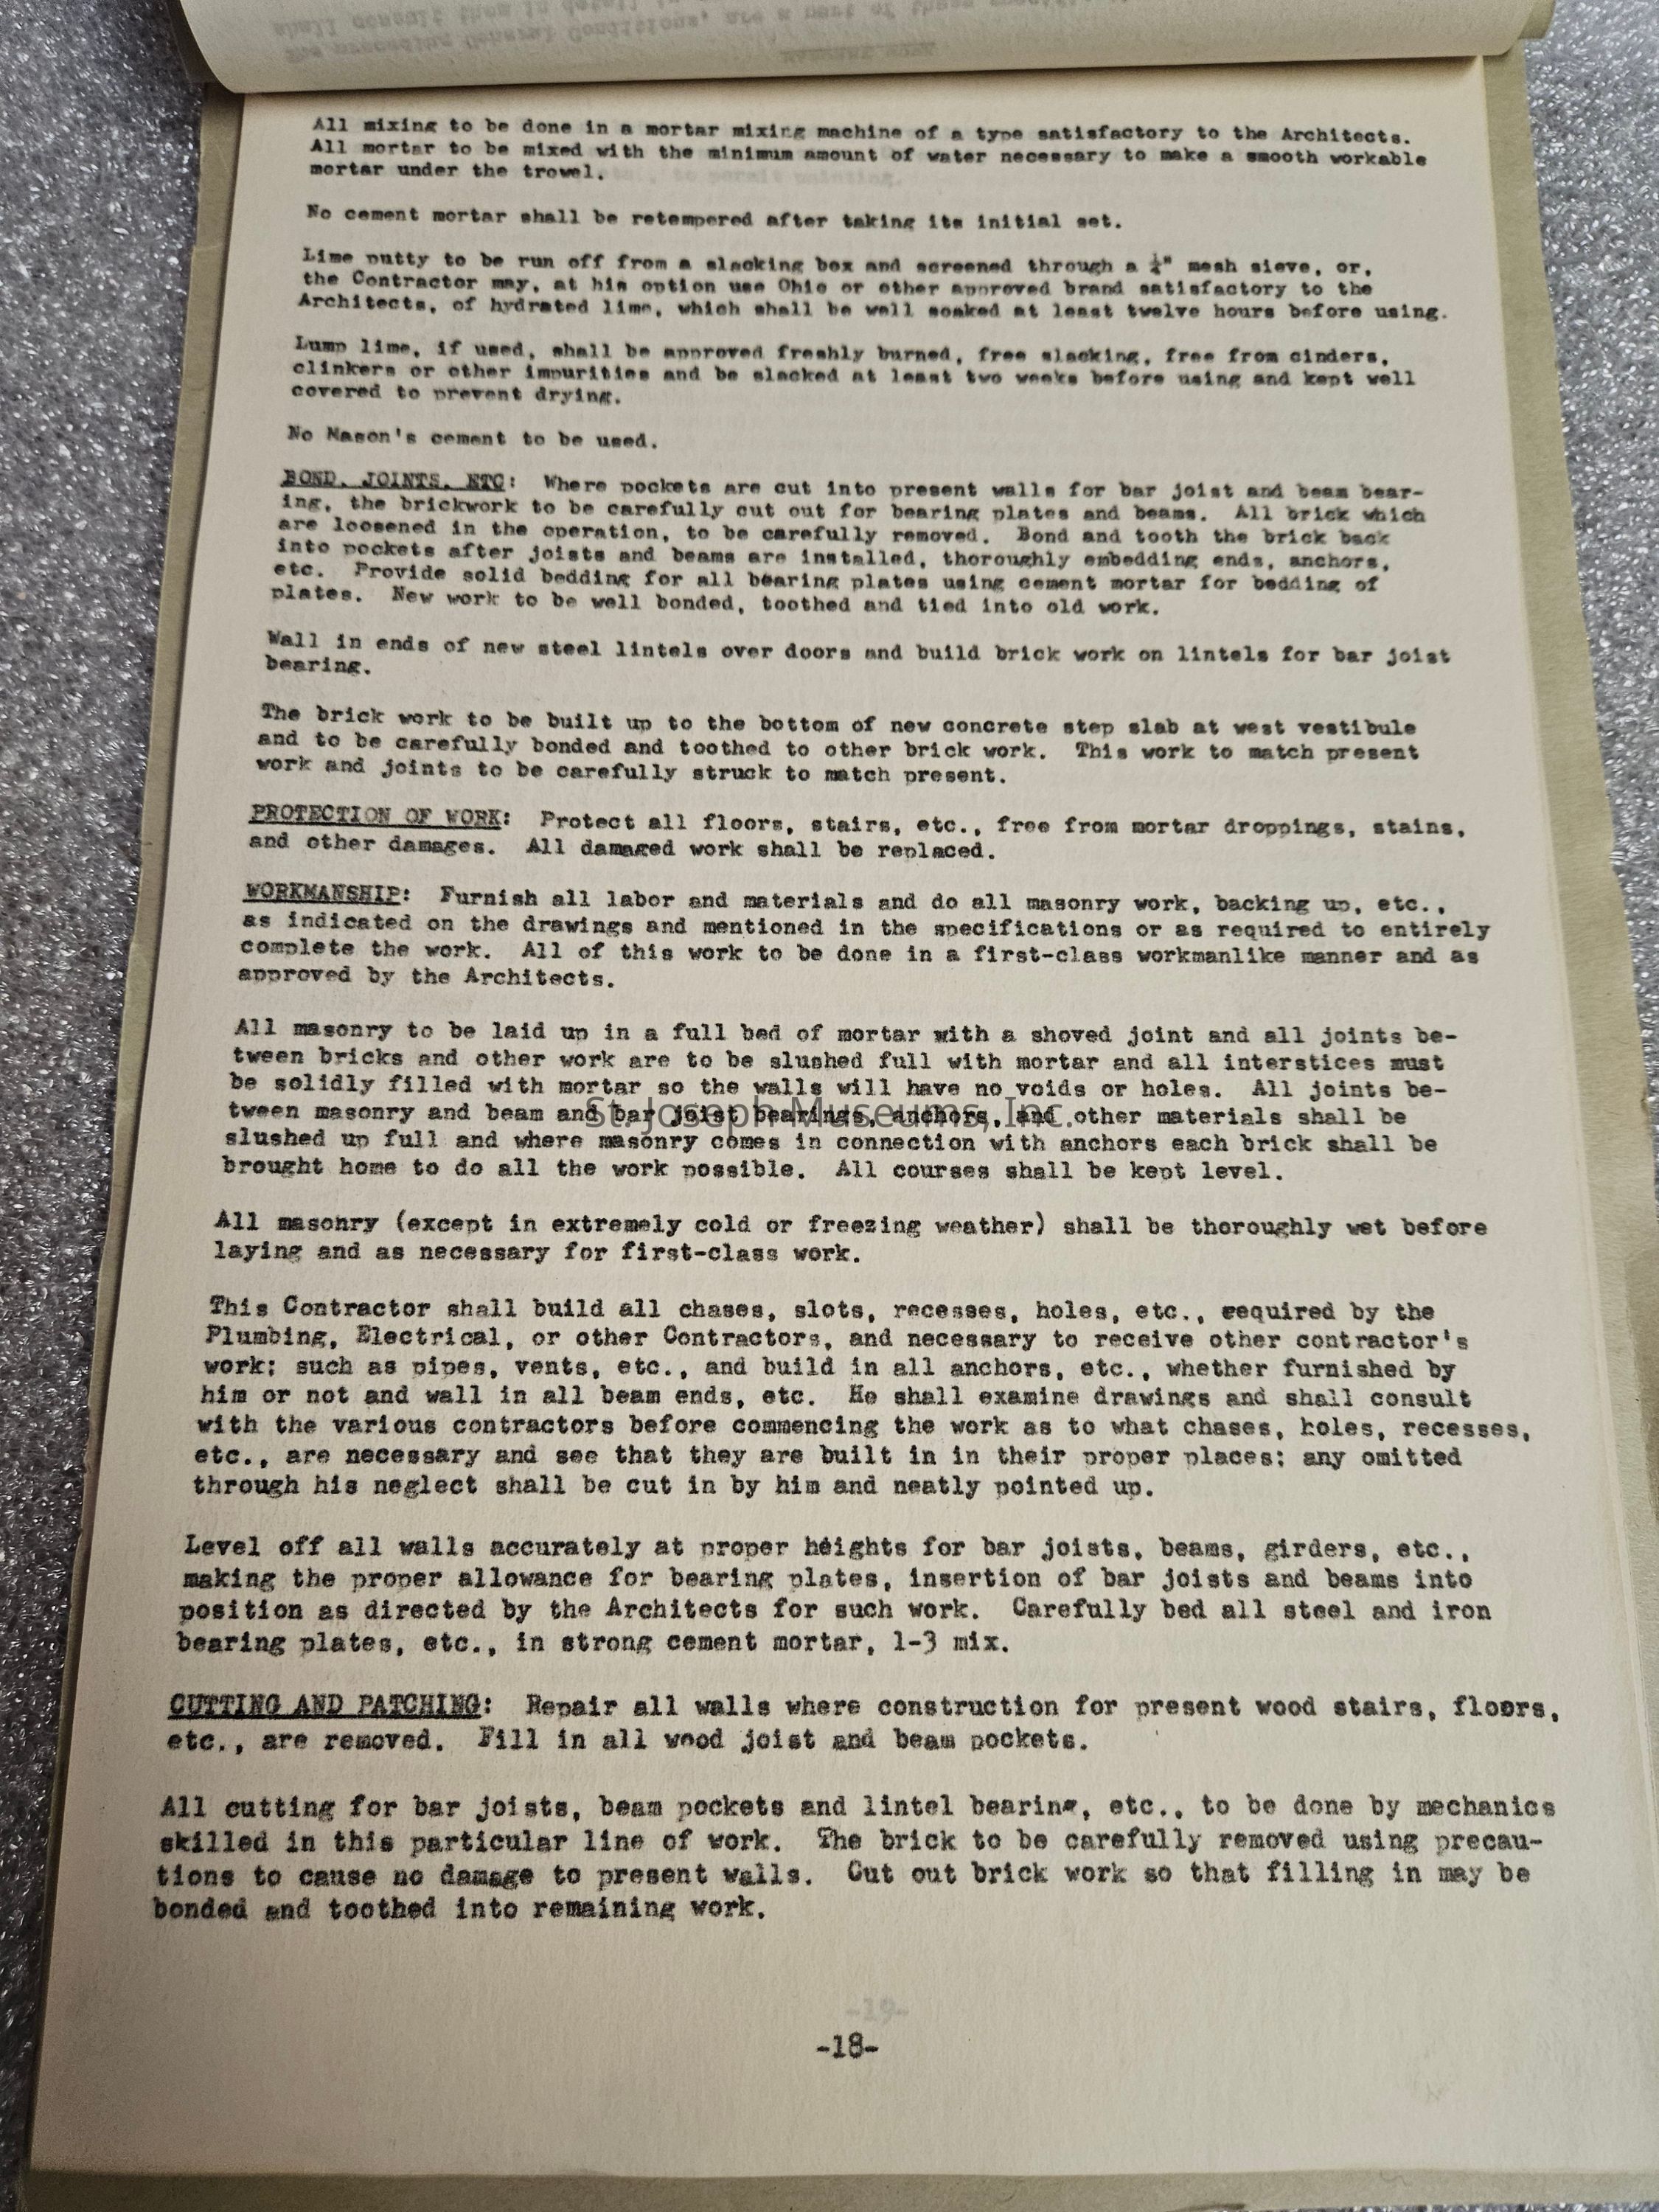 All mixing to be done in a mortar mixing machine of a type satisfactory to the Architects.
All mortar to be mixed with the minimum amount of water necessary to make a smooth workable
mortar under the trowel.
No cement mortar shall be retempered after taking its initial set.
Lime putty to be run off from a slacking box and screened through a ¼" mesh sieve, or,
the Contractor may, at his option use Ohio or other approved brand satisfactory to the
Architects, of hydrated lime, which shall be well soaked at least twelve hours before using.
Lump lime, if used, shall be approved freshly burned, free slacking, free from cinders,
clinkers or other impurities and be slacked at least two weeks before using and kept well
covered to prevent drying.
No Mason's cement to be used.
BOND, JOINTS, ETC: Where pockets are cut into present walls for bar joist and beam bear-
ing, the brickwork to be carefully cut out for bearing plates and beams. All brick which
are loosened in the operation, to be carefully removed. Bond and tooth the brick back
into pockets after joists and beams are installed, thoroughly embedding ends, anchors,
etc. Provide solid bedding for all bearing plates using cement mortar for bedding of
plates. New work to be well bonded, toothed and tied into old work.
Wall in ends of new steel lintels over doors and build brick work on lintels for bar joist
bearing.
The brick work to be built up to the bottom of new concrete step slab at west vestibule
and to be carefully bonded and toothed to other brick work. This work to match present
work and joints to be carefully struck to match present.
PROTECTION OF WORK: Protect all floors, stairs, etc., free from mortar droppings, stains,
and other damages. All damaged work shall be replaced.
WORKMANSHIP: Furnish all labor and materials and do all masonry work, backing up, etc.,
as indicated on the drawings and mentioned in the specifications or as required to entirely
complete the work. All of this work to be done in a first-class workmanlike manner and as
approved by the Architects.
All masonry to be laid up in a full bed of mortar with a shoved joint and all joints be-
tween bricks and other work are to be slushed full with mortar and all interstices must
be solidly filled with mortar so the walls will have no voids or holes. All joints be-
tween masonry and beam and bar joist bearings, anchors, and other materials shall be
St. Joseph Museums, Inc.
slushed up full and where masonry comes in connection with anchors each brick shall be
brought home to do all the work possible. All courses shall be kept level.
All masonry (except in extremely cold or freezing weather) shall be thoroughly wet before
laying and as necessary for first-class work.
This Contractor shall build all chases, slots, recesses, holes, etc., required by the
Plumbing, Electrical, or other Contractors, and necessary to receive other contractor's
work; such as pipes, vents, etc., and build in all anchors, etc., whether furnished by
him or not and wall in all beam ends, etc. He shall examine drawings and shall consult
with the various contractors before commencing the work as to what chases, holes, recesses,
etc., are necessary and see that they are built in in their proper places; any omitted
through his neglect shall be cut in by him and neatly pointed up.
Level off all walls accurately at proper heights for bar joists, beams, girders, etc.,
making the proper allowance for bearing plates, insertion of bar joists and beams into
position as directed by the Architects for such work. Carefully bed all steel and iron
bearing plates, etc., in strong cement mortar, 1-3 mix.
CUTTING AND PATCHING: Repair all walls where construction for present wood stairs, floors,
etc., are removed. Fill in all wood joist and beam pockets.
All cutting for bar joists, beam pockets and lintel bearing, etc., to be done by mechanics
skilled in this particular line of work. The brick to be carefully removed using precau-
tions to cause no damage to present walls. Cut out brick work so that filling in may be
bonded and toothed into remaining work.
-19-
-18-